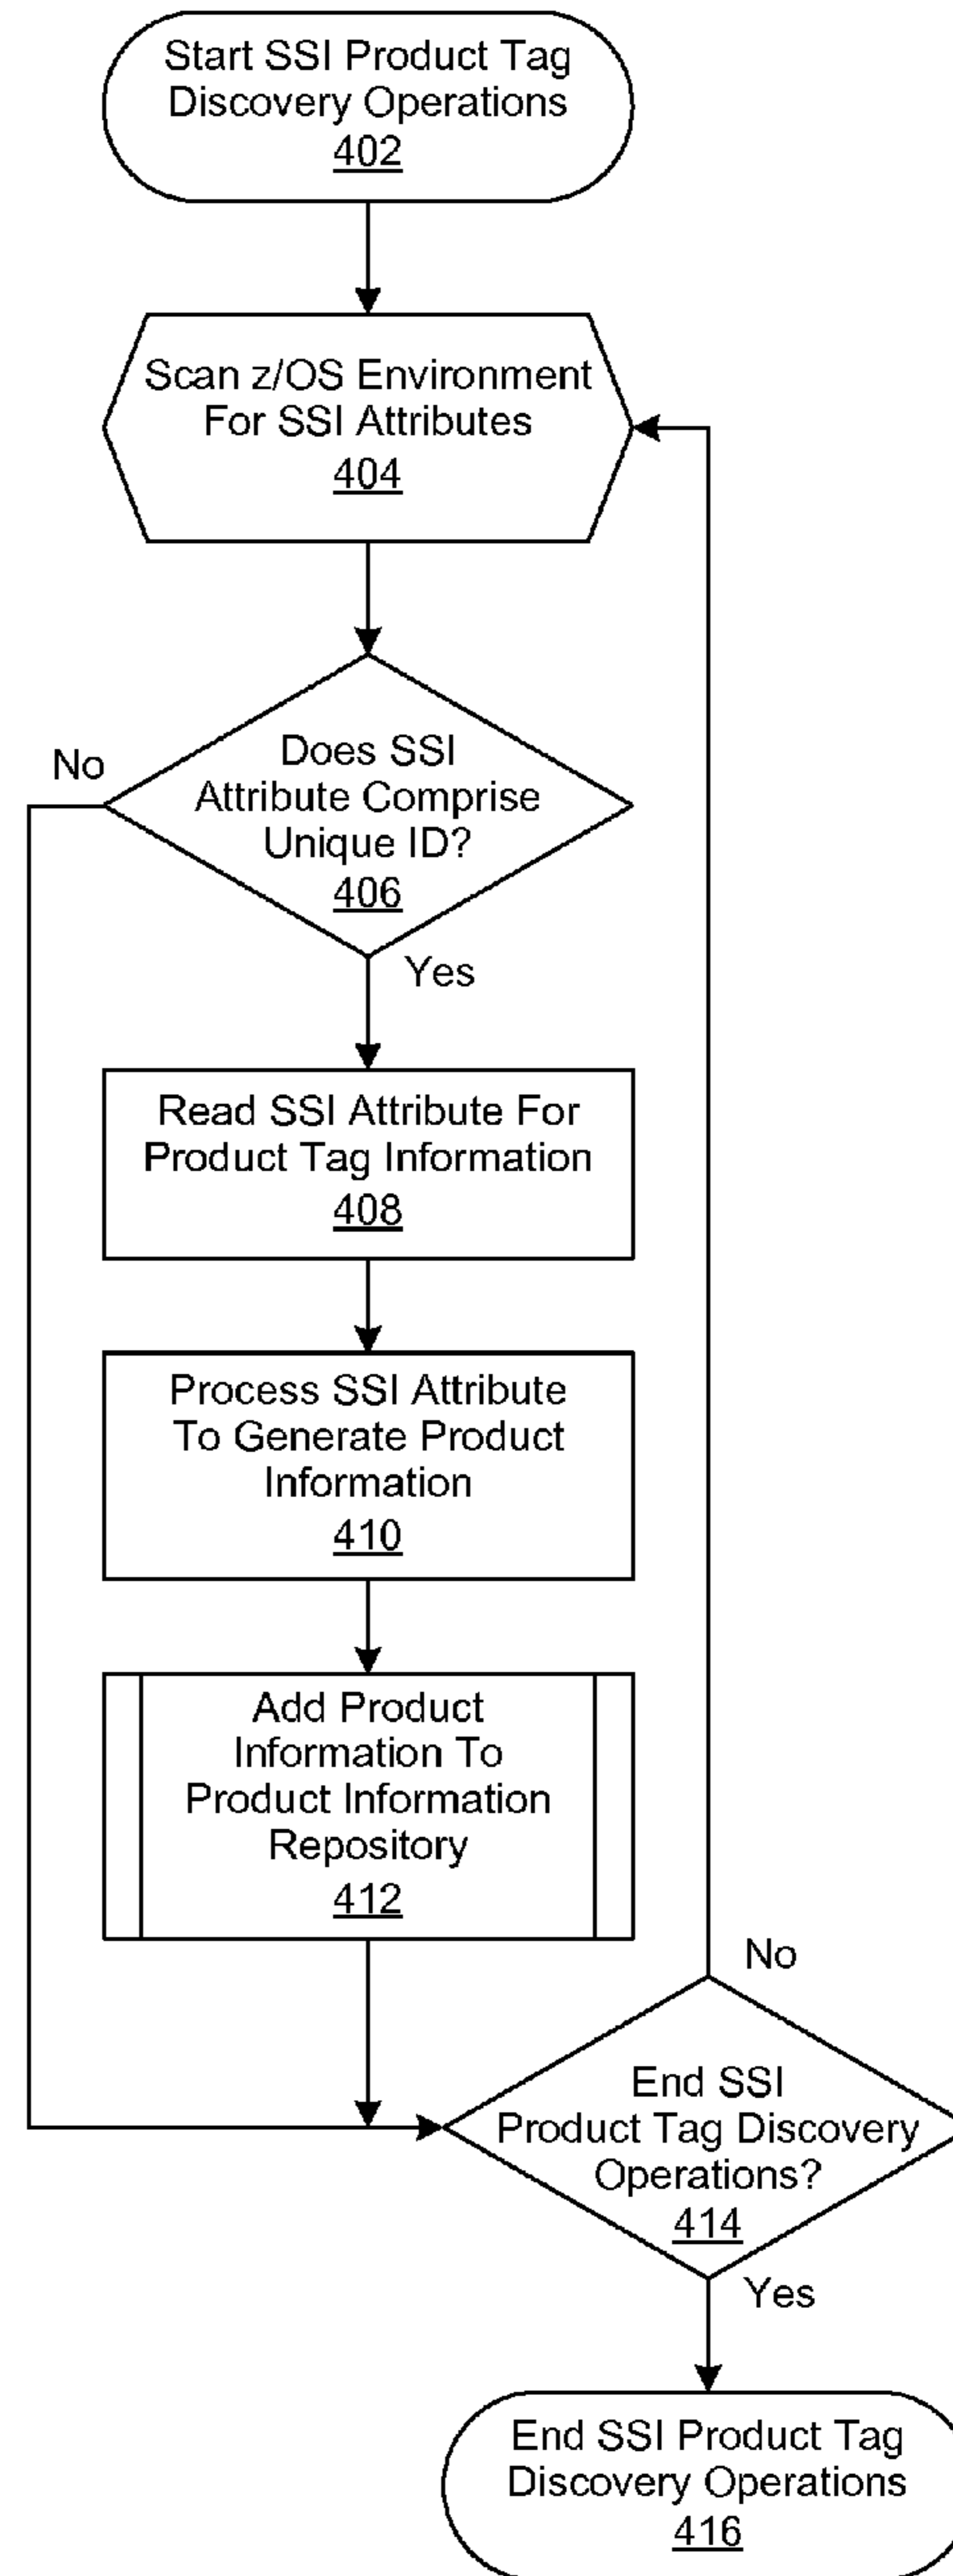 Start SSI Product Tag
Discovery Operations
402
Scan z/OS Environment
For SSI Attributes
404
No
Does SSI
Attribute Comprise
Unique ID?
406
Yes
Read SSI Attribute For
Product Tag Information
408
Process SSI Attribute
To Generate Product
Information
410
Add Product
Information To
Product Information
Repository
412
No
End SSI
Product Tag Discovery
Operations?
414
Yes
End SSI Product Tag
Discovery Operations
416